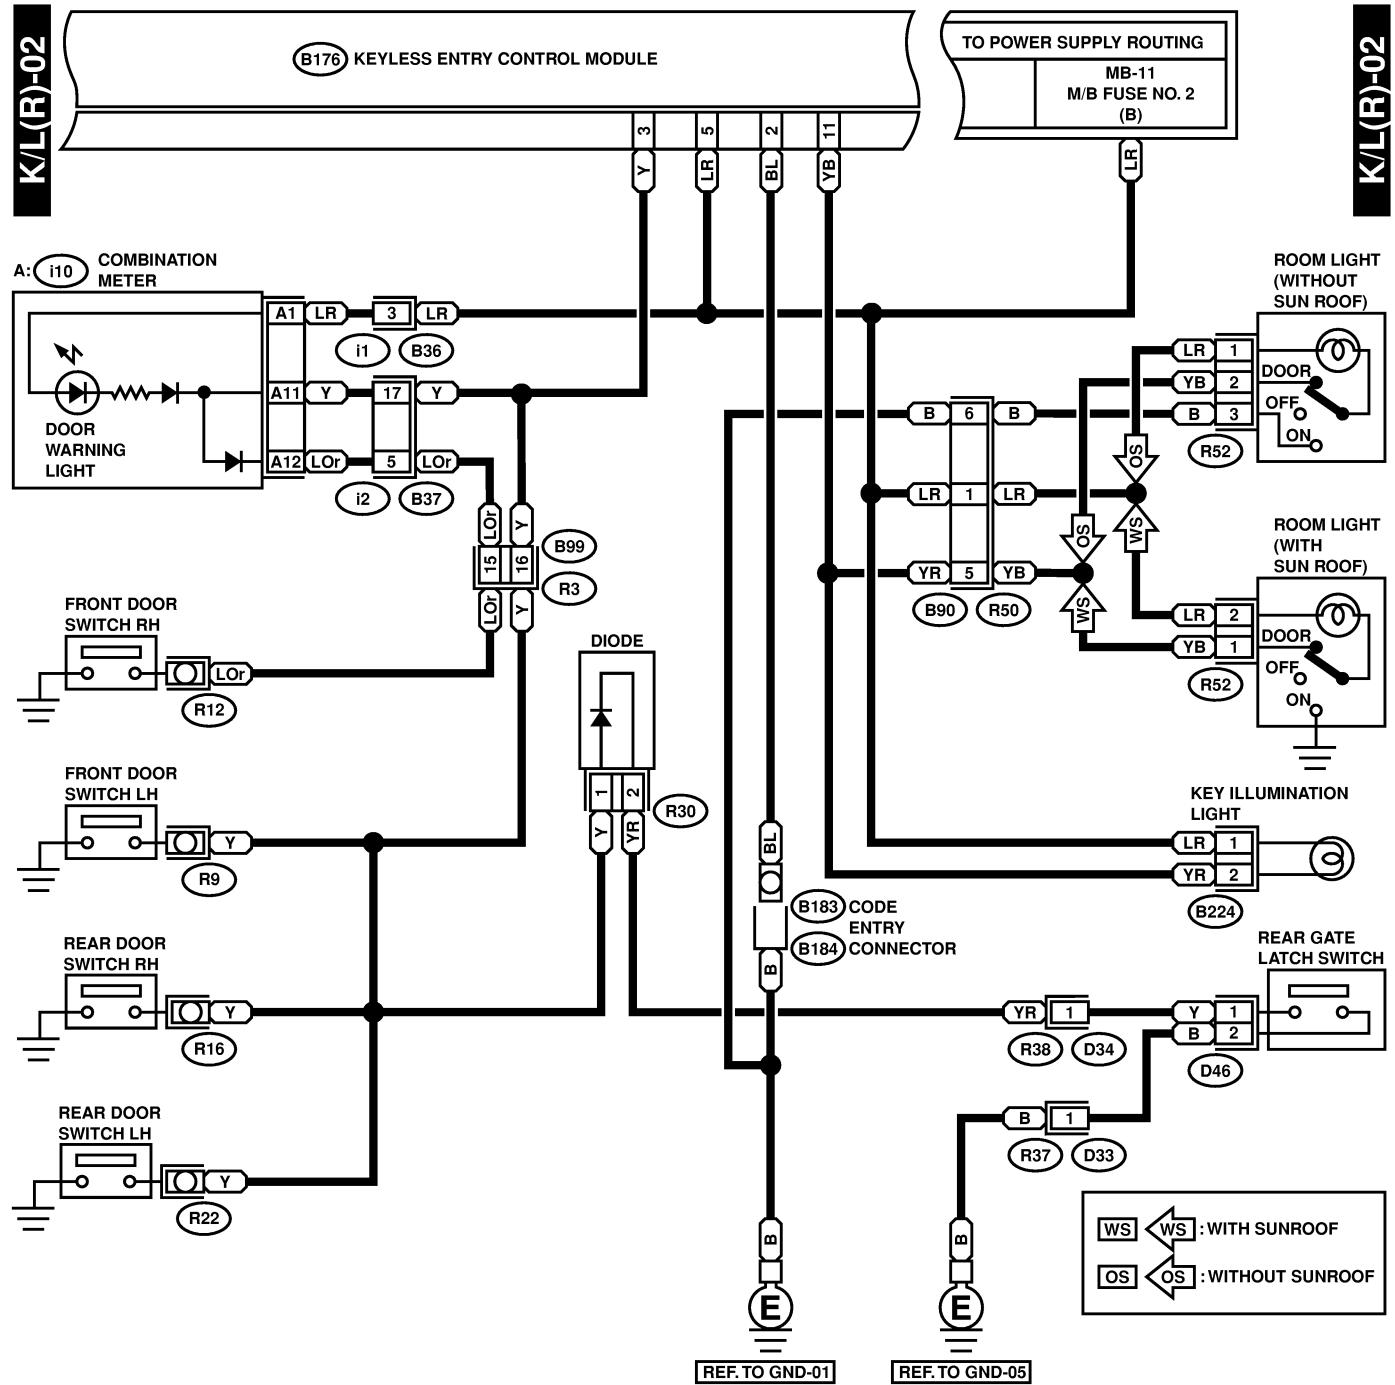 K/L(R)-02
K/L(R)-02
B176 KEYLESS ENTRY CONTROL MODULE
TO POWER SUPPLY ROUTING
MB-11
M/B FUSE NO. 2
(B)
3 5 2 11
Y LR BL YB LR
A: i10 COMBINATION
METER
A1 LR 3 LR
i1 B36
A11 Y 17 Y
DOOR
WARNING
LIGHT
A12 LOr 5 LOr
i2 B37
LOr Y
15 16
B99
R3
LOr Y
FRONT DOOR
SWITCH RH
LOr
R12
FRONT DOOR
SWITCH LH
Y
R9
REAR DOOR
SWITCH RH
Y
R16
REAR DOOR
SWITCH LH
Y
R22
DIODE
1 2
R30
Y YR
BL
B183 CODE
ENTRY
B184 CONNECTOR
B
B
E
REF. TO GND-01
B 6 B
LR 1 LR
YR 5 YB
B90 R50
OS
OS
WS
WS
ROOM LIGHT
(WITHOUT
SUN ROOF)
LR 1
YB 2
B 3
DOOR
OFF
ON
R52
ROOM LIGHT
(WITH
SUN ROOF)
LR 2
YB 1
DOOR
OFF
ON
R52
KEY ILLUMINATION
LIGHT
LR 1
YR 2
B224
REAR GATE
LATCH SWITCH
YR 1 Y 1
B 2
R38 D34
D46
B 1
R37 D33
B
E
REF. TO GND-05
WS WS : WITH SUNROOF
OS OS : WITHOUT SUNROOF